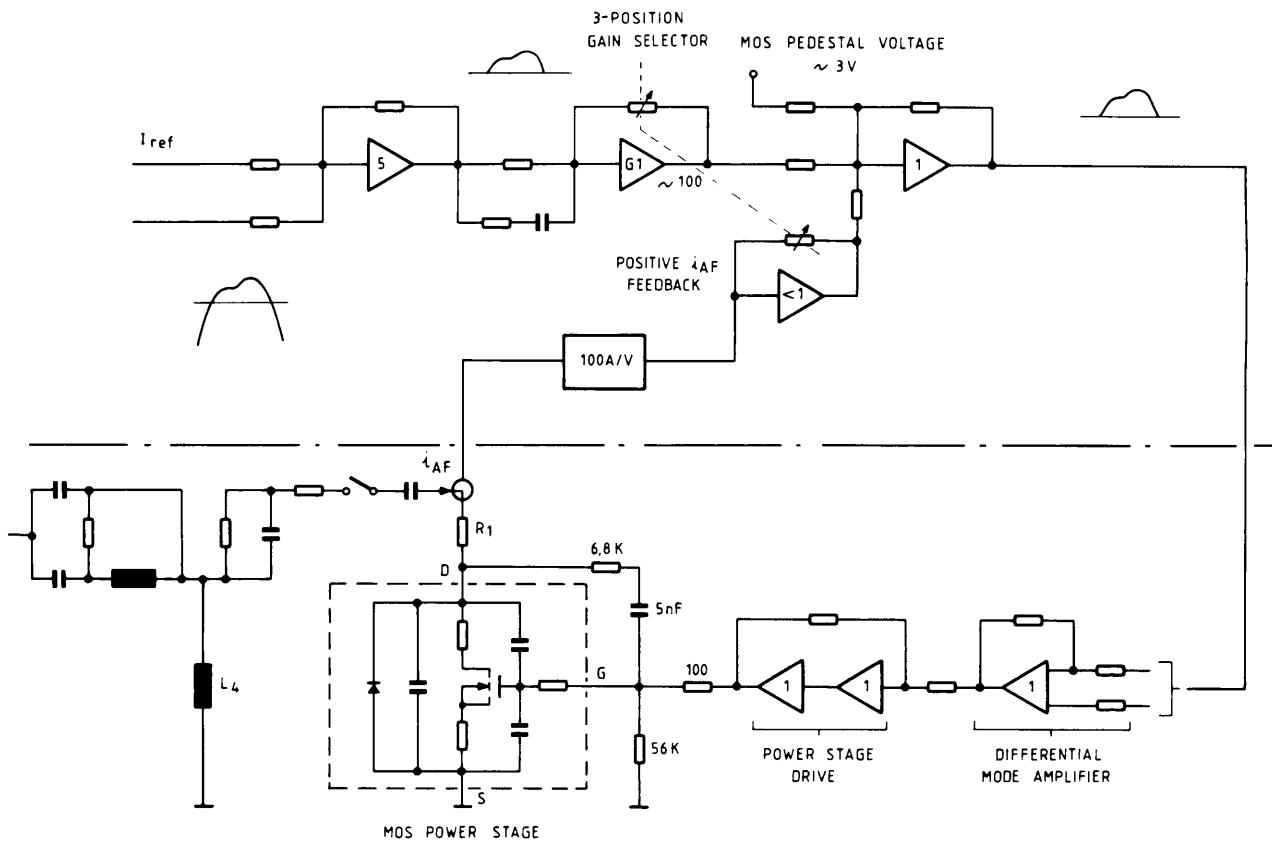 3-POSITION
GAIN SELECTOR
MOS PEDESTAL VOLTAGE
~ 3V
I ref
5
G1
~100
1
POSITIVE iAF
FEEDBACK
<1
100A/V
iAF
R1
6,8K
D
5nF
L4
G
100
1
1
1
56K
POWER STAGE
DRIVE
DIFFERENTIAL
MODE AMPLIFIER
S
MOS POWER STAGE